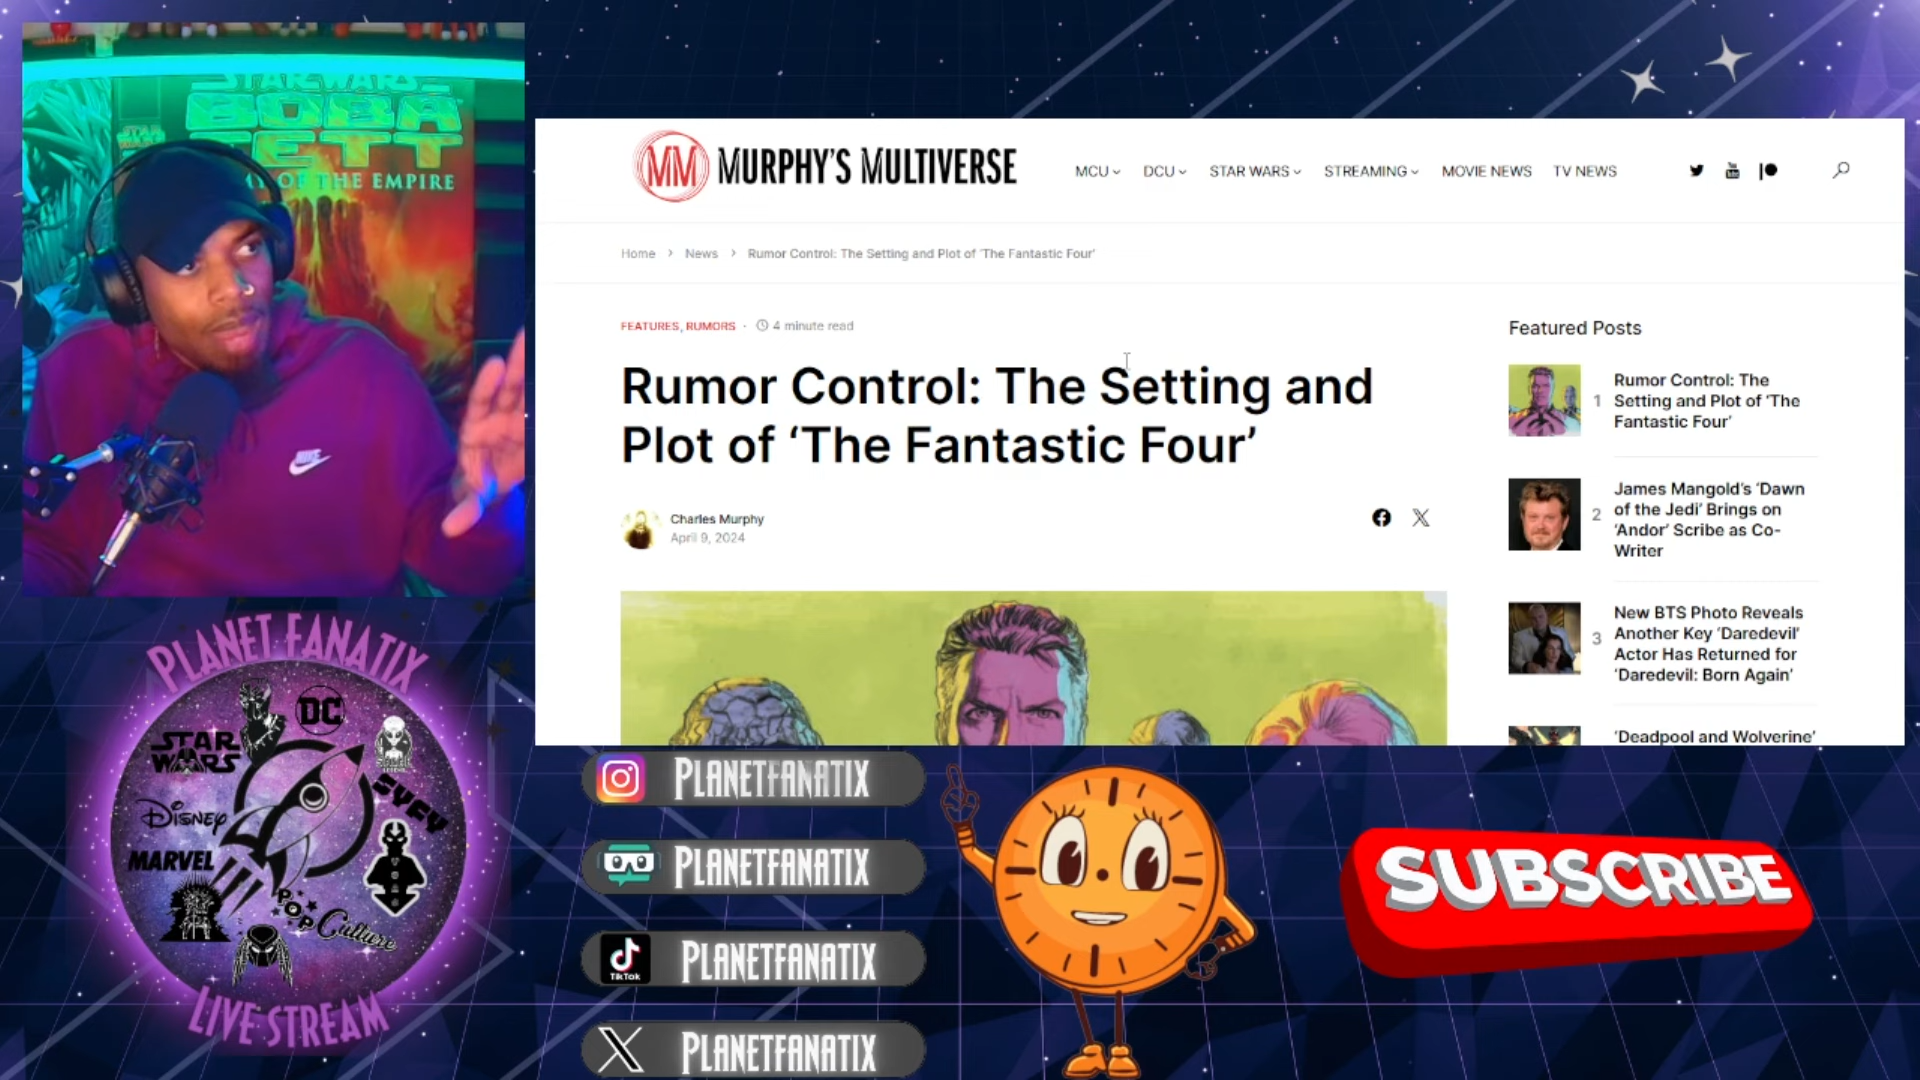 STAR WARS
BOBA
FETT
OF THE EMPIRE
NIKE
MM MURPHY'S MULTIVERSE
MCU DCU STAR WARS STREAMING MOVIE NEWS TV NEWS
Home > News > Rumor Control: The Setting and Plot of 'The Fantastic Four'
FEATURES, RUMORS · 4 minute read
Rumor Control: The Setting and
Plot of ‘The Fantastic Four’
Charles Murphy
April 9, 2024
Featured Posts
1
Rumor Control: The
Setting and Plot of ‘The
Fantastic Four’
2
James Mangold’s ‘Dawn
of the Jedi’ Brings on
‘Andor’ Scribe as Co-
Writer
3
New BTS Photo Reveals
Another Key ‘Daredevil’
Actor Has Returned for
‘Daredevil: Born Again’
‘Deadpool and Wolverine’
PLANET FANATIX
DC
STAR
WARS
SYFY
DISNEY
MARVEL
POP Culture
LIVE STREAM
PLANETFANATIX
PLANETFANATIX
TikTok
PLANETFANATIX
PLANETFANATIX
SUBSCRIBE